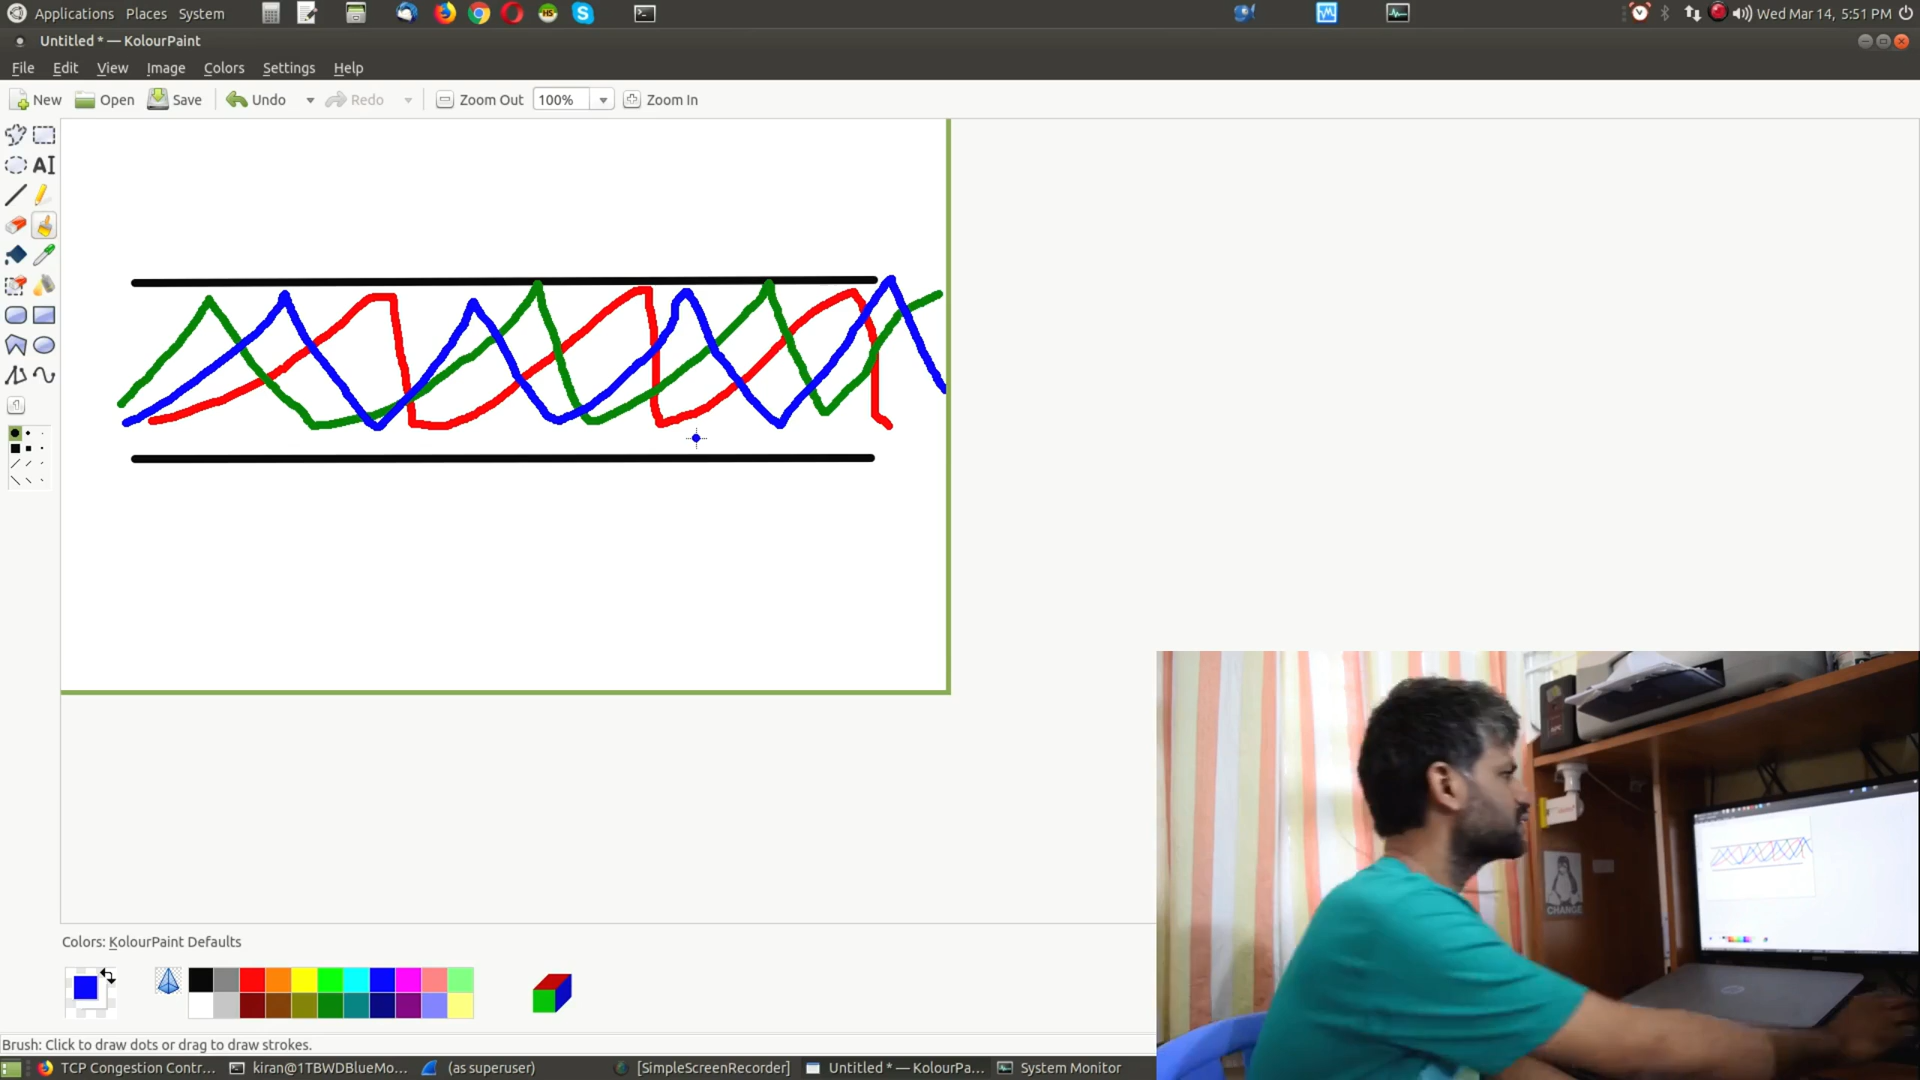 Applications Places System
Wed Mar 14, 5:51 PM
Untitled * — KolourPaint
File Edit View Image Colors Settings Help
New Open Save Undo Redo Zoom Out 100% Zoom In
AI
CHANGE
Colors: KolourPaint Defaults
Brush: Click to draw dots or drag to draw strokes.
TCP Congestion Contr... kiran@1TBWDBlueMo... (as superuser) [SimpleScreenRecorder] Untitled * — KolourPa... System Monitor